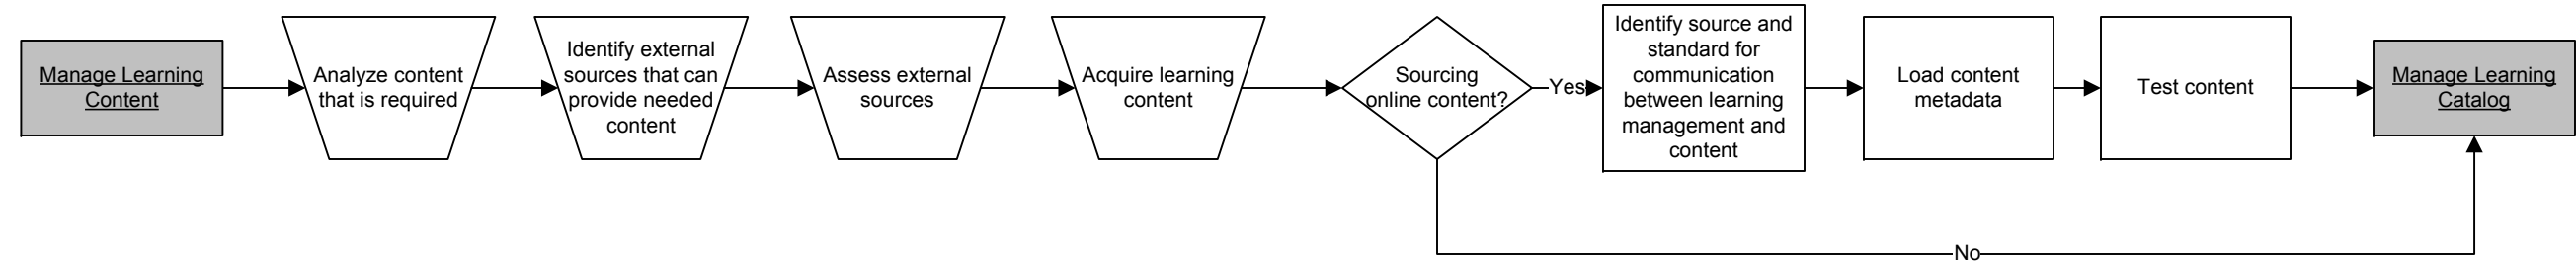 Manage Learning
Content
Analyze content
that is required
Identify external
sources that can
provide needed
content
Assess external
sources
Acquire learning
content
Sourcing
online content?
Yes
Identify source and
standard for
communication
between learning
management and
content
Load content
metadata
Test content
Manage Learning
Catalog
No